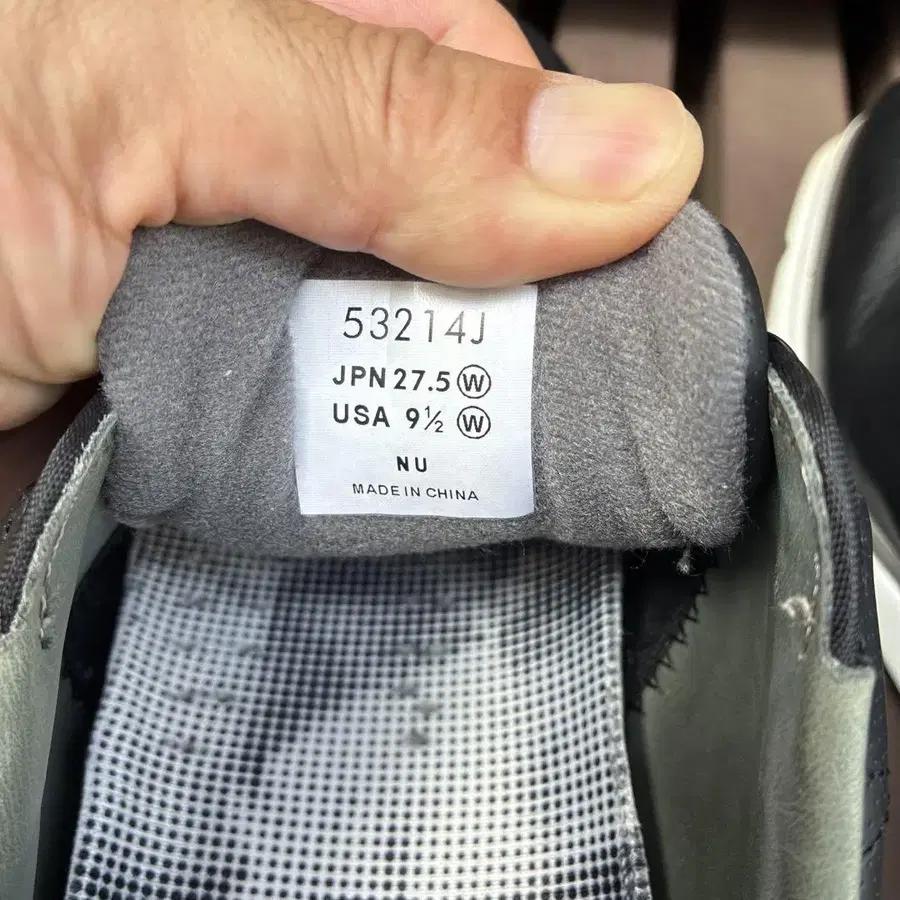 53214J
JPN 27.5 Ⓦ
USA 9½ Ⓦ
NU
MADE IN CHINA